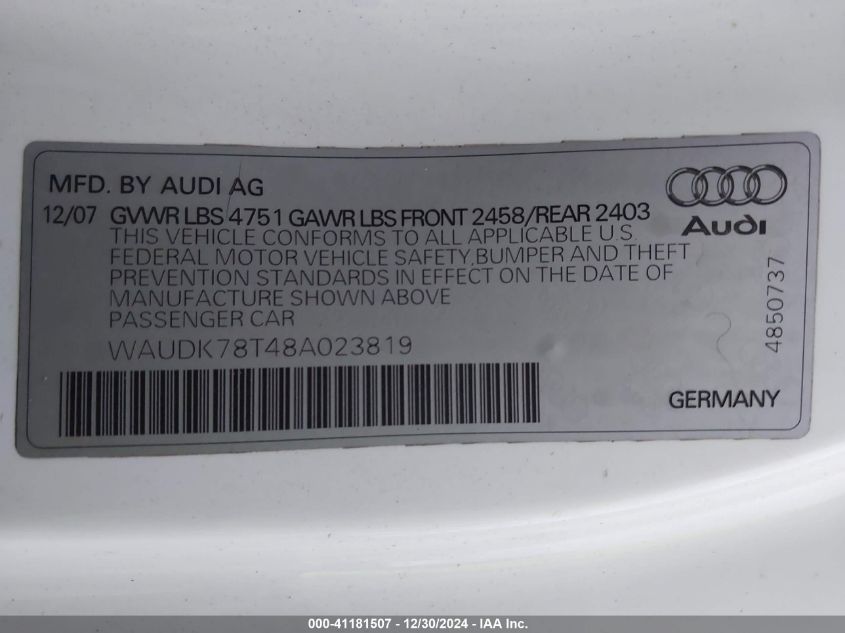 MFD. BY AUDI AG
12/07 GVWR LBS 4751 GAWR LBS FRONT 2458/REAR 2403
THIS VEHICLE CONFORMS TO ALL APPLICABLE U.S.
FEDERAL MOTOR VEHICLE SAFETY,BUMPER AND THEFT
PREVENTION STANDARDS IN EFFECT ON THE DATE OF
MANUFACTURE SHOWN ABOVE
PASSENGER CAR
WAUDK78T48A023819
Audi
4850737
GERMANY
000-41181507 - 12/30/2024 - IAA Inc.